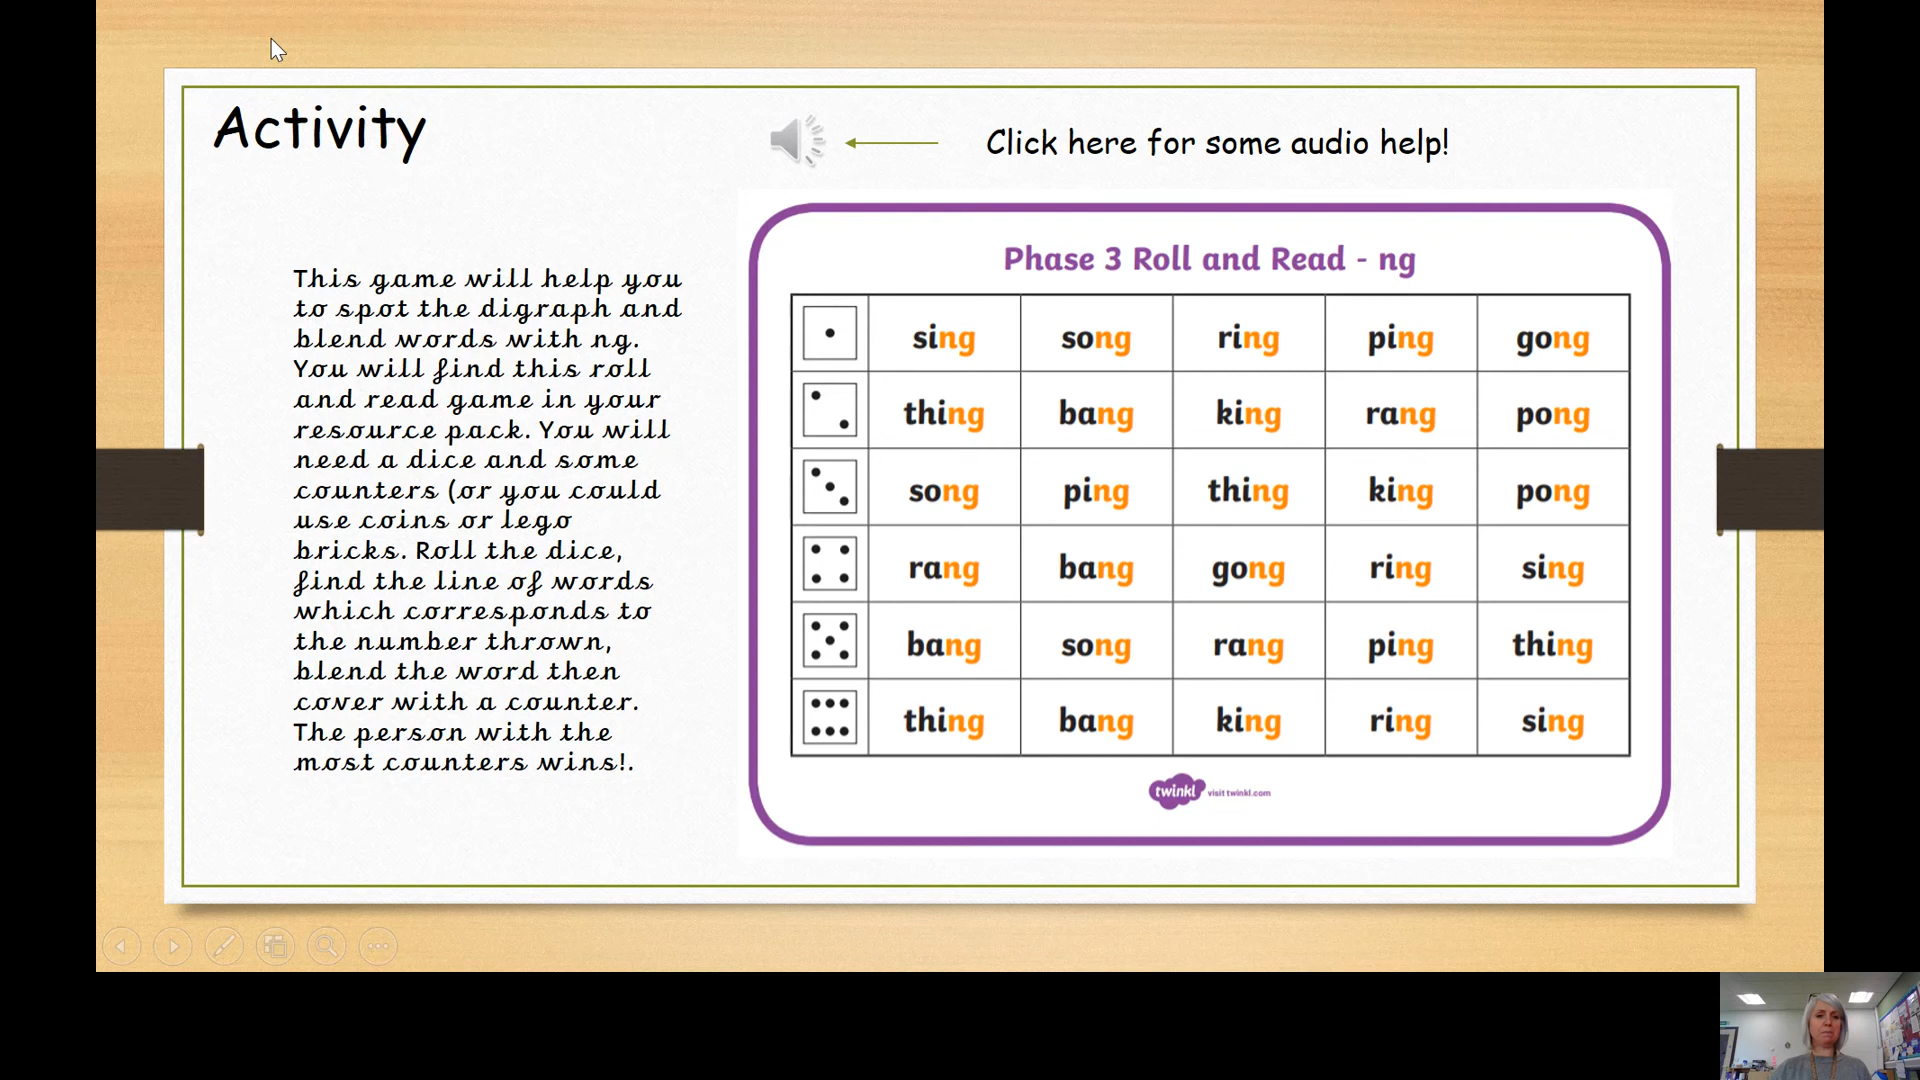 Activity
Click here for some audio help!
This game will help you
to spot the digraph and
blend words with ng.
You will find this roll
and read game in your
resource pack. You will
need a dice and some
counters (or you could
use coins or lego
bricks. Roll the dice,
find the line of words
which corresponds to
the number thrown,
blend the word then
cover with a counter.
The person with the
most counters wins!.
Phase 3 Roll and Read - ng
sing song ring ping gong
thing bang king rang pong
song ping thing king pong
rang bang gong ring sing
bang song rang ping thing
thing bang king ring sing
twinkl visit twinkl.com